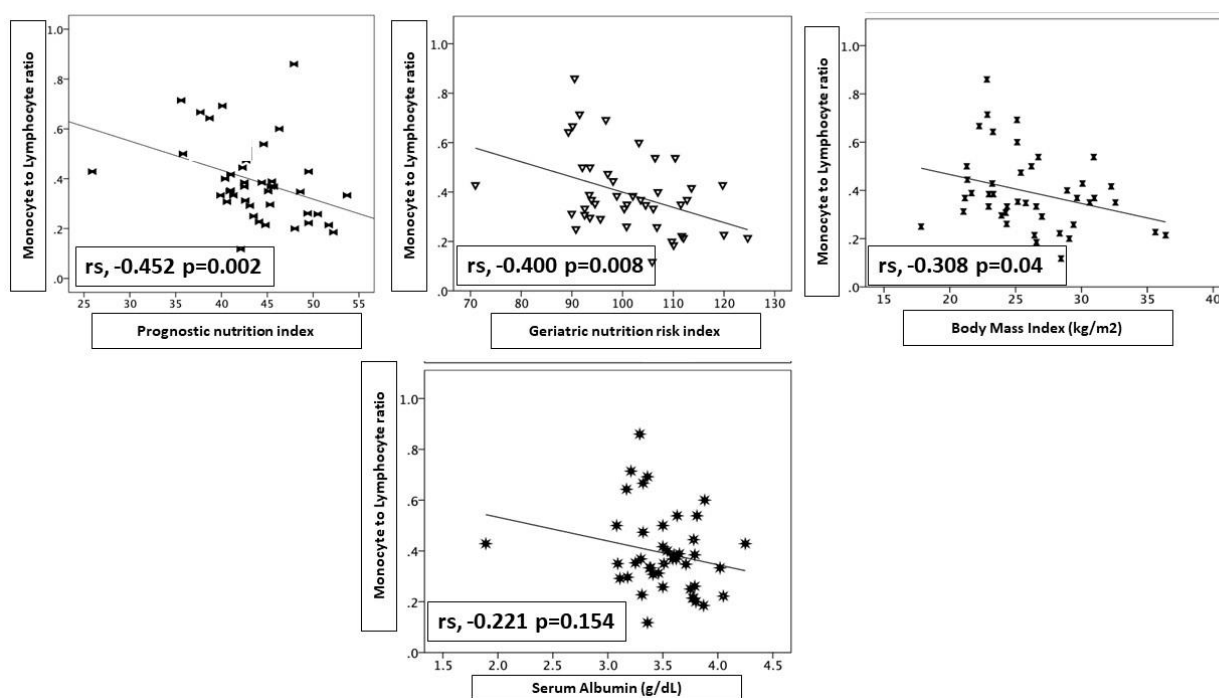 Monocyte to Lymphocyte ratio
1.0
.8
.6
.4
.2
.0
rs, -0.452 p=0.002
25 30 35 40 45 50 55
Prognostic nutrition index
Monocyte to Lymphocyte ratio
1.0
.8
.6
.4
.2
.0
rs, -0.400 p=0.008
70 80 90 100 110 120 130
Geriatric nutrition risk index
Monocyte to Lymphocyte ratio
1.0
.8
.6
.4
.2
.0
rs, -0.308 p=0.04
15 20 25 30 35 40
Body Mass Index (kg/m2)
Monocyte to Lymphocyte ratio
1.0
.8
.6
.4
.2
.0
rs, -0.221 p=0.154
1.5 2.0 2.5 3.0 3.5 4.0 4.5
Serum Albumin (g/dL)